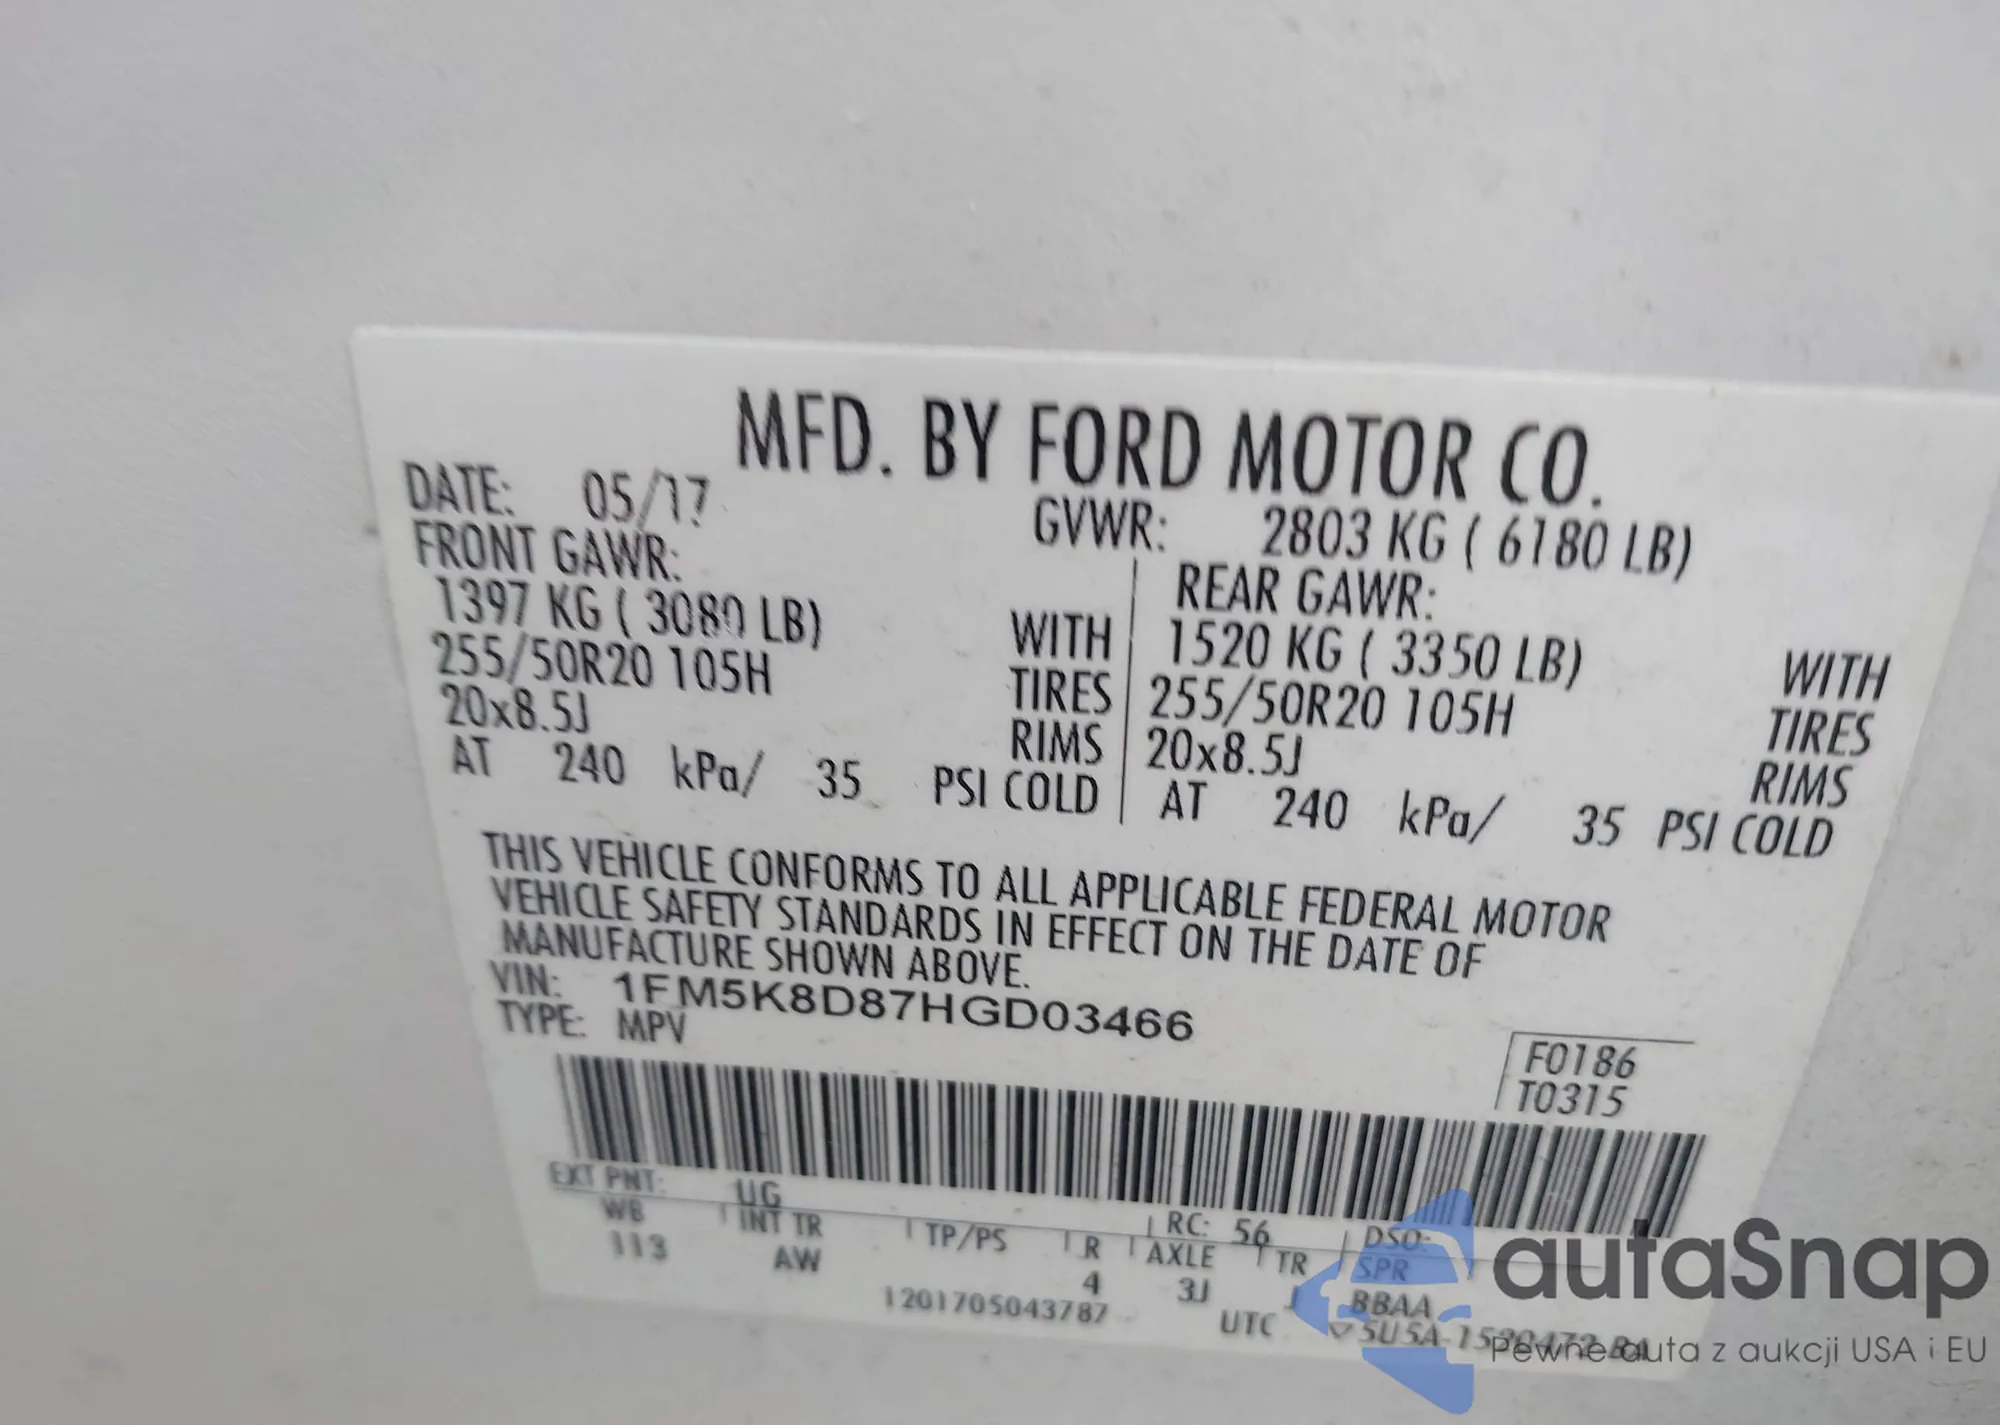 MFD. BY FORD MOTOR CO.
DATE: 05/17 GVWR: 2803 KG ( 6180 LB)
FRONT GAWR: REAR GAWR:
1397 KG ( 3080 LB) WITH 1520 KG ( 3350 LB) WITH
255/50R20 105H TIRES 255/50R20 105H TIRES
20x8.5J RIMS 20x8.5J RIMS
AT 240 kPa/ 35 PSI COLD AT 240 kPa/ 35 PSI COLD
THIS VEHICLE CONFORMS TO ALL APPLICABLE FEDERAL MOTOR
VEHICLE SAFETY STANDARDS IN EFFECT ON THE DATE OF
MANUFACTURE SHOWN ABOVE.
VIN: 1FM5K8D87HGD03466
TYPE: MPV
F0186
T0315
EXT PNT: UG RC: 56 DSO:
WB INT TR TP/PS R AXLE TR SPR
113 AW 4 3J J BBAA
1201705043787 UTC
autaSnap
Pewne auta z aukcji USA i EU